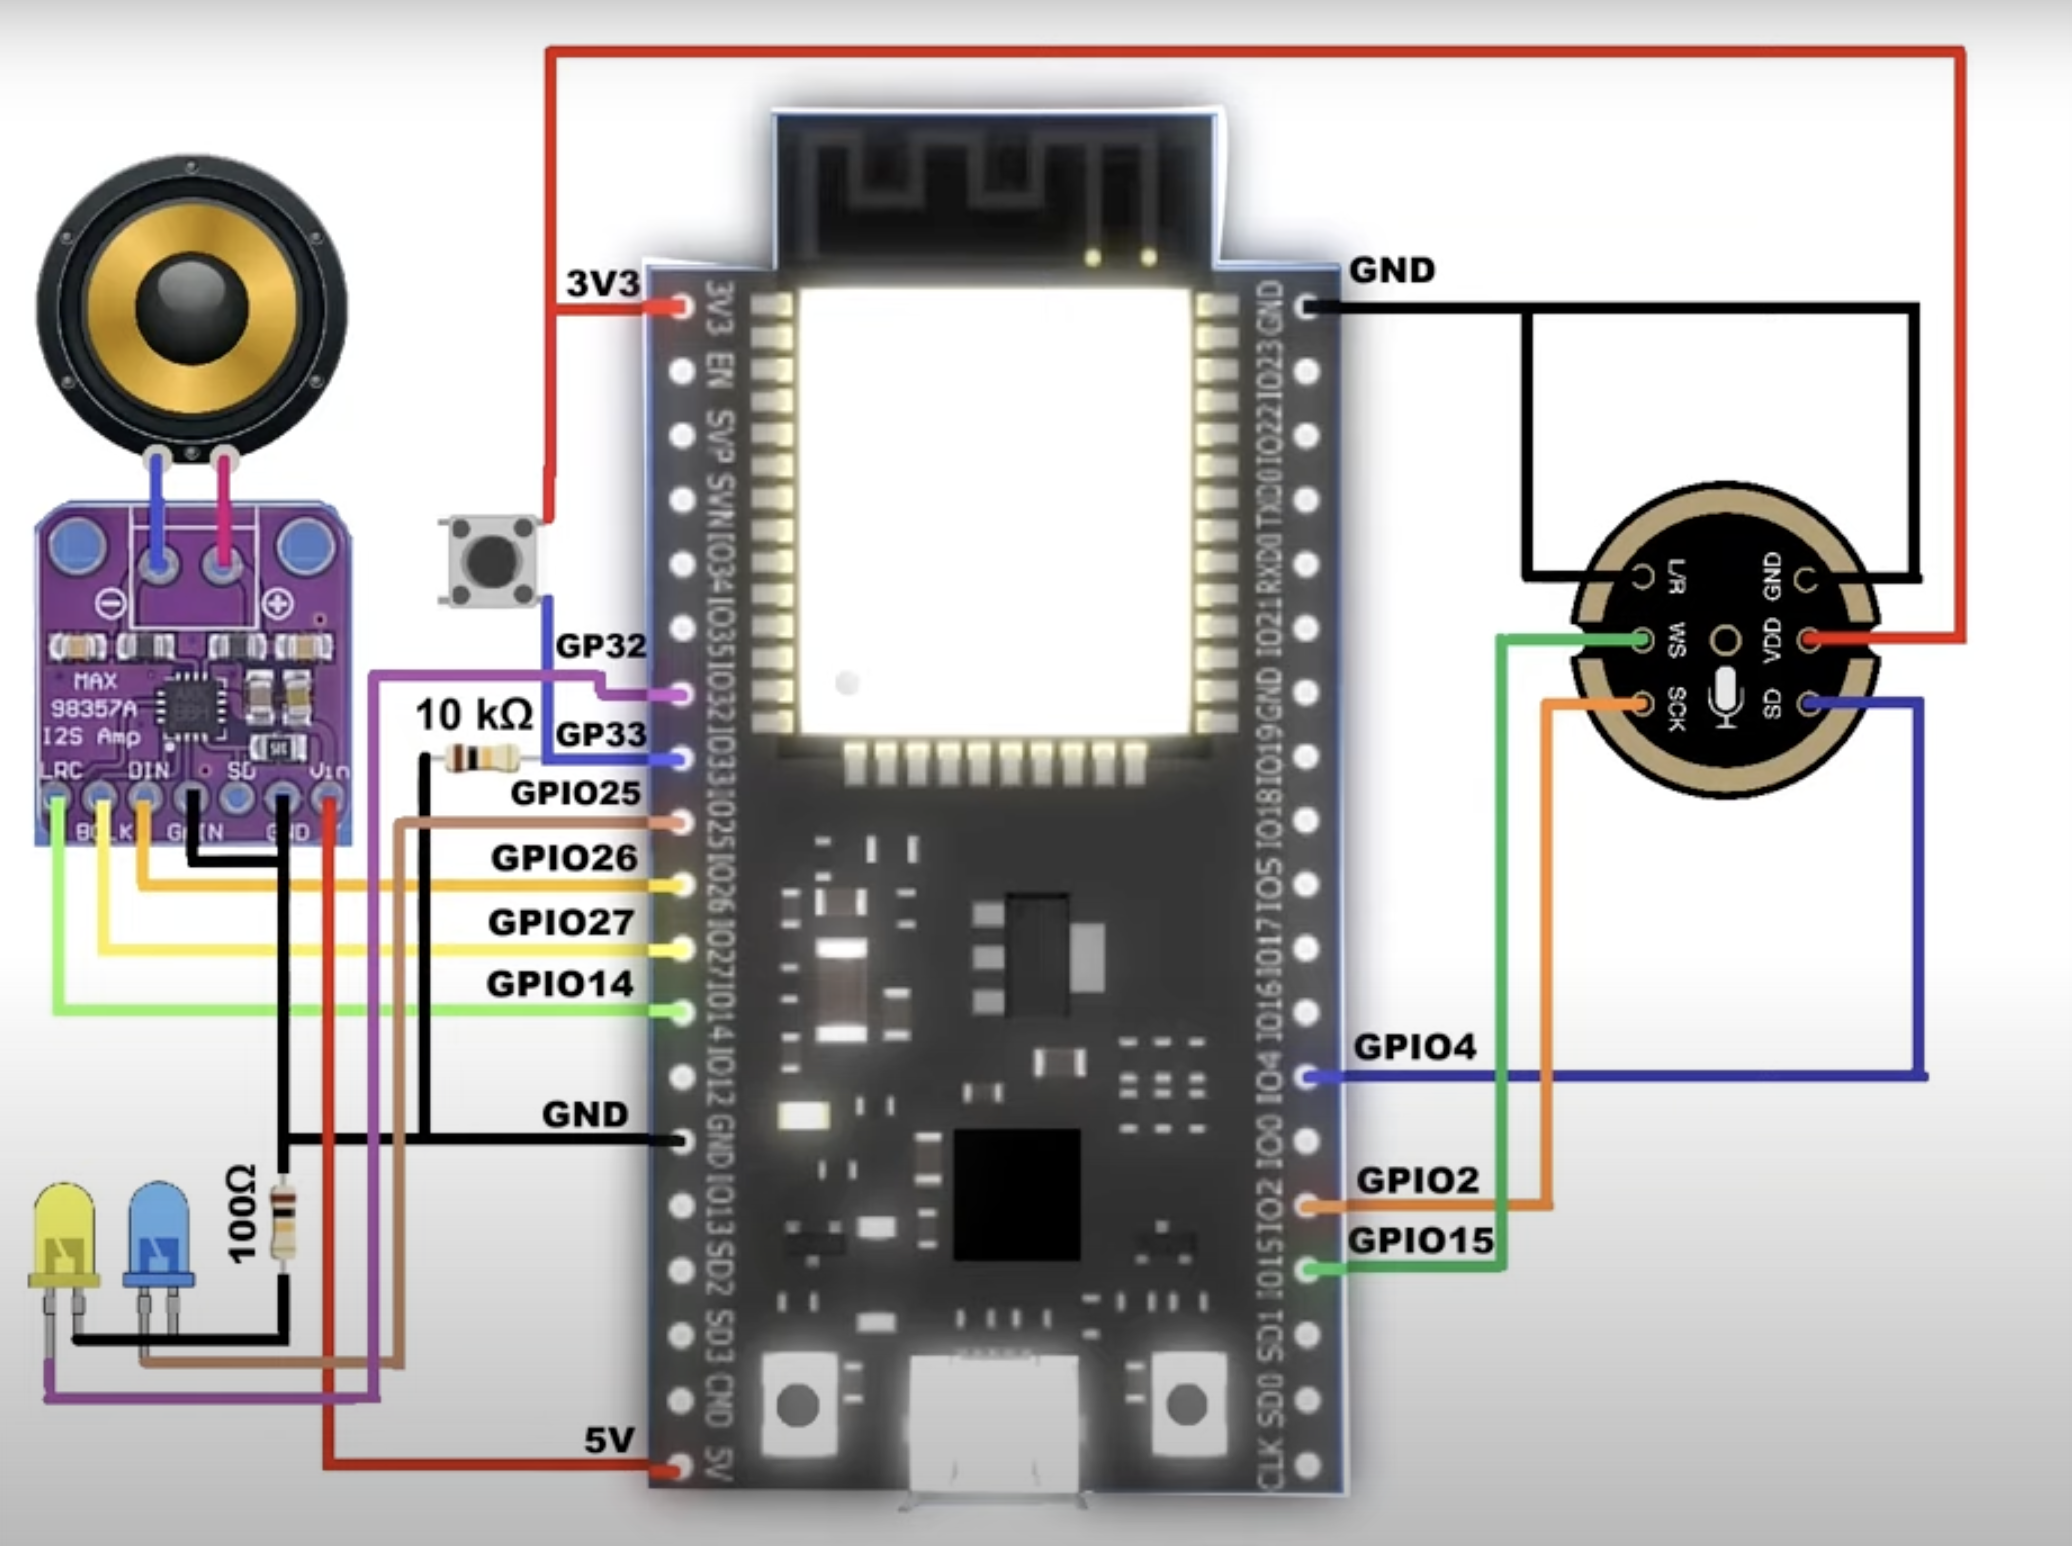 3V3
GP32
10 kΩ
GP33
GPIO25
GPIO26
GPIO27
GPIO14
GND
100Ω
5V
MAX
98357A
I2S Amp
LRC
DIN
SD
Vin
BCLK
GAIN
GND
3V3
EN
SVP
SVN
IO34
IO35
IO32
IO33
IO25
IO26
IO27
IO14
IO12
GND
IO13
SD2
SD3
CMD
5V
GND
IO23
IO22
TXD0
RXD0
IO21
GND
IO19
IO18
IO5
IO17
IO16
IO4
IO0
IO2
IO15
SD1
SD0
CLK
GND
GPIO4
GPIO2
GPIO15
L/R
WS
SCK
GND
VDD
SD